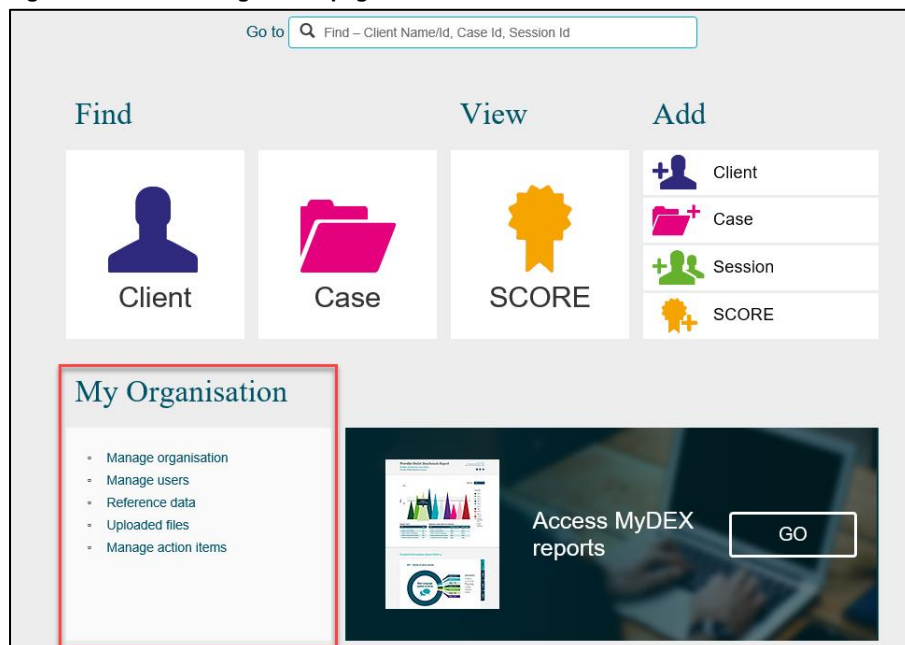 Go to Find – Client Name/Id, Case Id, Session Id
Find
View
Add
Client
Case
SCORE
Client
Case
Session
SCORE
My Organisation
Manage organisation
Manage users
Reference data
Uploaded files
Manage action items
Access MyDEX
reports
GO